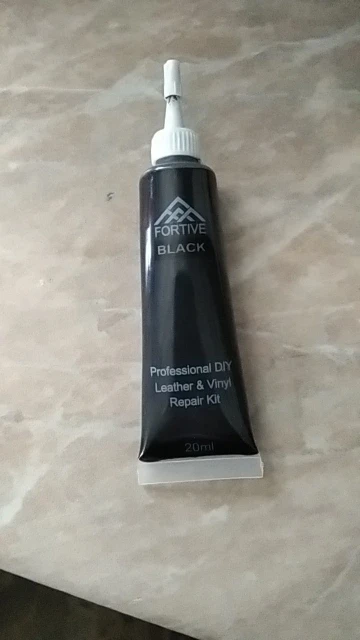 FORTIVE
BLACK
Professional DIY
Leather & Vinyl
Repair Kit
20ml